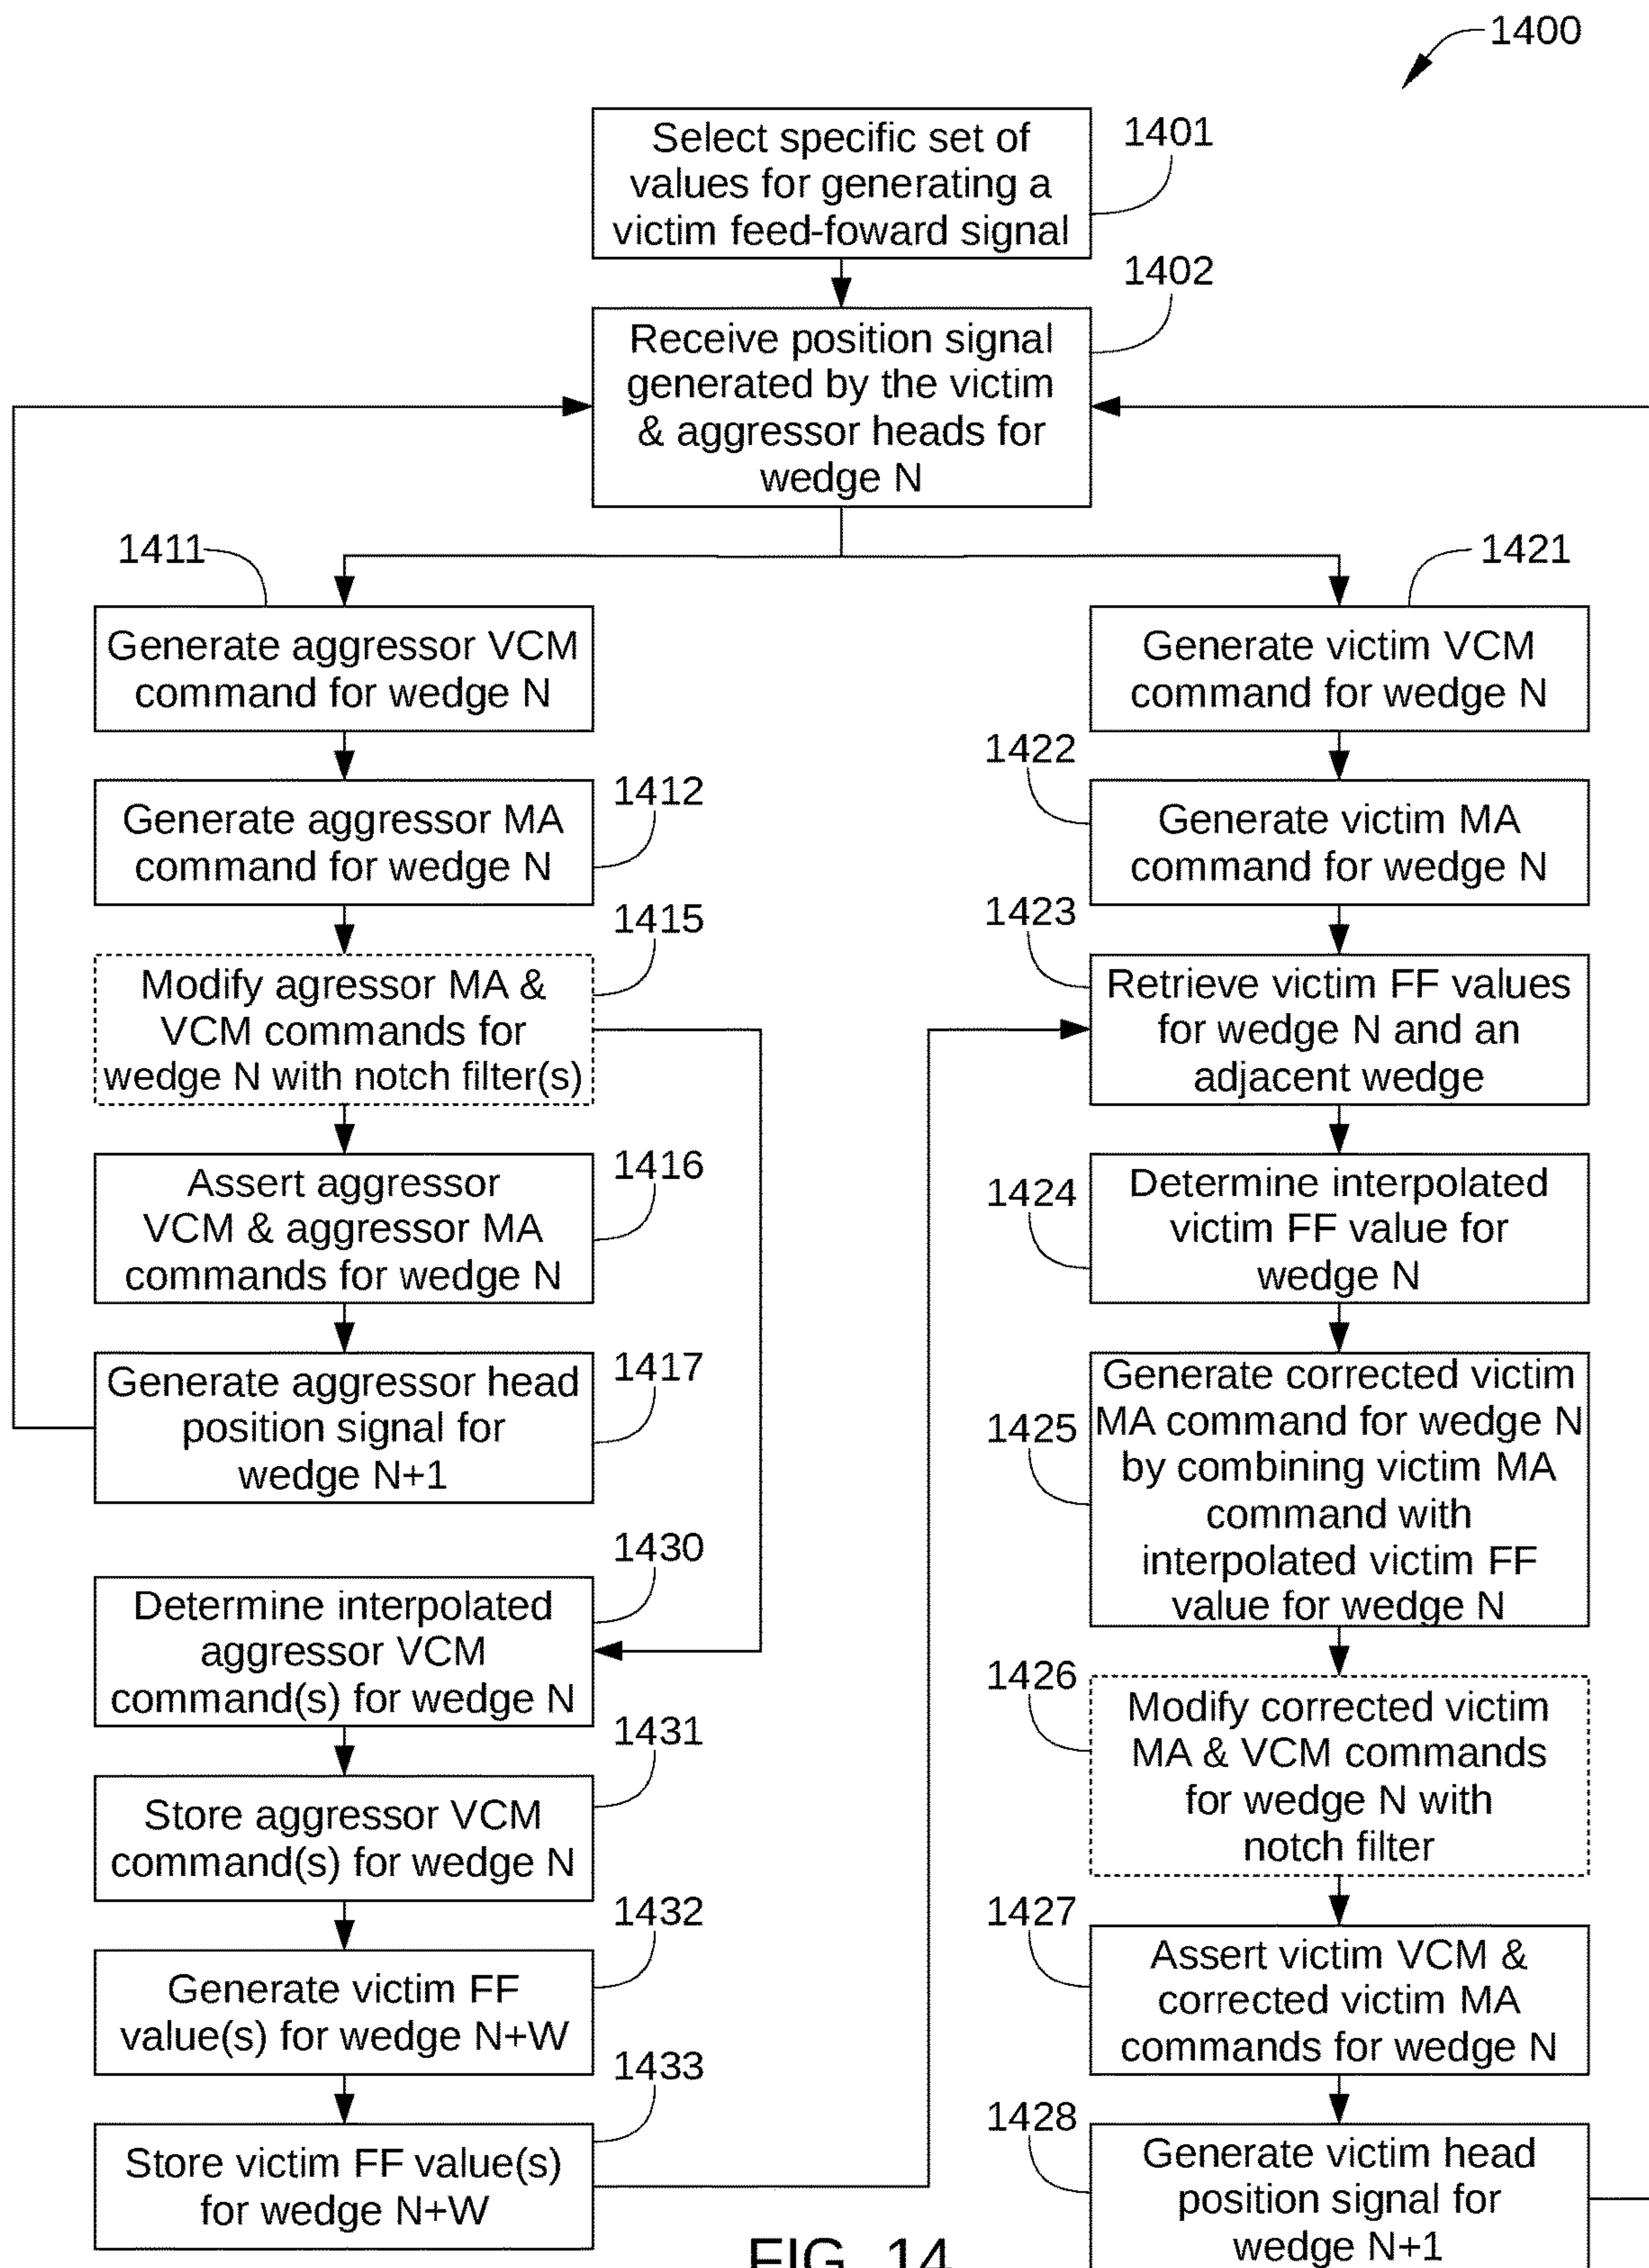 1400
Select specific set of
values for generating a
victim feed-foward signal
1401
Receive position signal
generated by the victim
& aggressor heads for
wedge N
1402
1411
Generate aggressor VCM
command for wedge N
Generate aggressor MA
command for wedge N
1412
Modify agressor MA &
VCM commands for
wedge N with notch filter(s)
1415
Assert aggressor
VCM & aggressor MA
commands for wedge N
1416
Generate aggressor head
position signal for
wedge N+1
1417
Determine interpolated
aggressor VCM
command(s) for wedge N
1430
Store aggressor VCM
command(s) for wedge N
1431
Generate victim FF
value(s) for wedge N+W
1432
Store victim FF value(s)
for wedge N+W
1433
1421
Generate victim VCM
command for wedge N
1422
Generate victim MA
command for wedge N
1423
Retrieve victim FF values
for wedge N and an
adjacent wedge
1424
Determine interpolated
victim FF value for
wedge N
1425
Generate corrected victim
MA command for wedge N
by combining victim MA
command with
interpolated victim FF
value for wedge N
1426
Modify corrected victim
MA & VCM commands
for wedge N with
notch filter
1427
Assert victim VCM &
corrected victim MA
commands for wedge N
1428
Generate victim head
position signal for
wedge N+1
FIG. 14